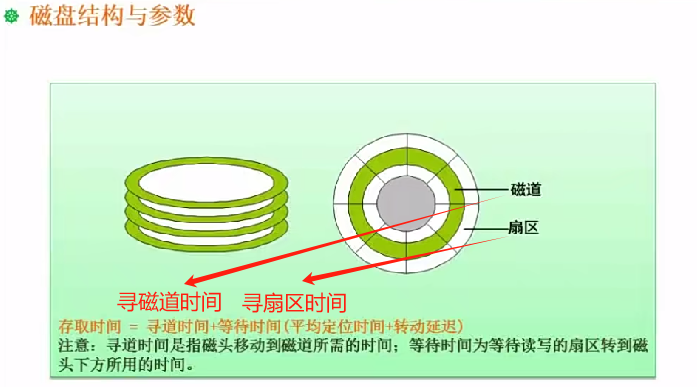 磁盘结构与参数
磁道
扇区
寻磁道时间 寻扇区时间
存取时间 = 寻道时间+等待时间(平均定位时间+转动延迟)
注意：寻道时间是指磁头移动到磁道所需的时间；等待时间为等待读写的扇区转到磁
头下方所用的时间。